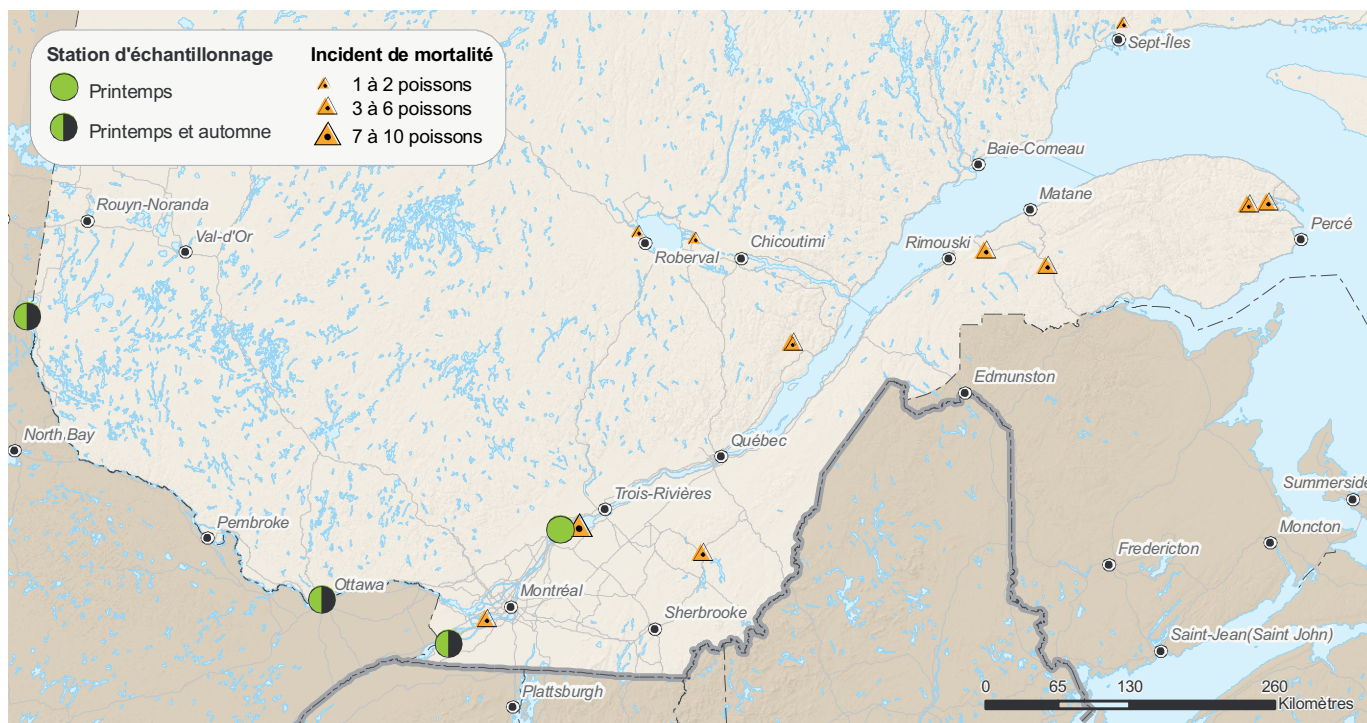 Station d'échantillonnage
Printemps
Printemps et automne
Incident de mortalité
1 à 2 poissons
3 à 6 poissons
7 à 10 poissons
Sept-Îles
Baie-Comeau
Matane
Rouyn-Noranda
Val-d'Or
Chicoutimi
Roberval
Rimouski
Percé
Edmunston
North Bay
Québec
Trois-Rivières
Summerside
Pembroke
Moncton
Fredericton
Ottawa
Montréal
Sherbrooke
Saint-Jean(Saint John)
Plattsburgh
0 65 130 260
Kilomètres